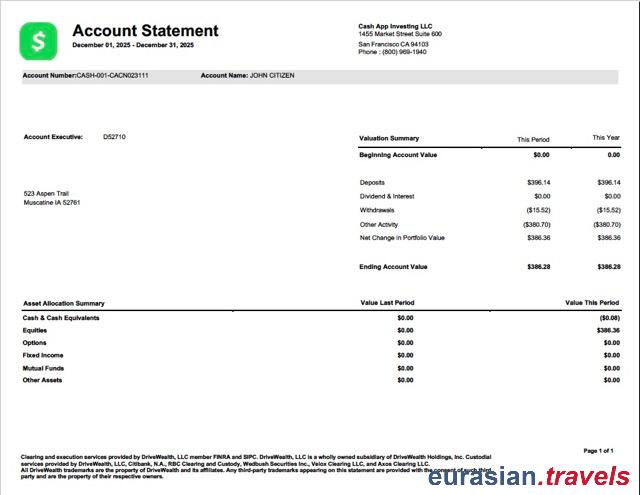 $
Account Statement
December 01, 2025 - December 31, 2025
Cash App Investing LLC
1455 Market Street Suite 600
San Francisco CA 94103
Phone : (800) 969-1940
Account Number:CASH-001-CACN023111 Account Name: JOHN CITIZEN
Account Executive: D52710
523 Aspen Trail
Muscatine IA 52761
Valuation Summary This Period This Year
Beginning Account Value $0.00 0.00
Deposits $396.14 $396.14
Dividend & Interest $0.00 $0.00
Withdrawals ($15.52) ($15.52)
Other Activity ($380.70) ($380.70)
Net Change in Portfolio Value $386.36 $386.36
Ending Account Value $386.28 $386.28
Asset Allocation Summary Value Last Period Value This Period
Cash & Cash Equivalents $0.00 ($0.08)
Equities $0.00 $386.36
Options $0.00 $0.00
Fixed Income $0.00 $0.00
Mutual Funds $0.00 $0.00
Other Assets $0.00 $0.00
Page 1 of 1
Clearing and execution services provided by DriveWealth, LLC member FINRA and SIPC. DriveWealth, LLC is a wholly owned subsidiary of DriveWealth Holdings, Inc. Custodial
services provided by DriveWealth, LLC, Citibank, N.A., RBC Clearing and Custody, Wedbush Securities Inc., Velox Clearing LLC, and Axos Clearing LLC.
All DriveWealth trademarks are the property of DriveWealth and its affiliates. Any third-party trademarks appearing on this statement are provided with the consent of such third
party and are the property of their respective owners.
eurasian.travels